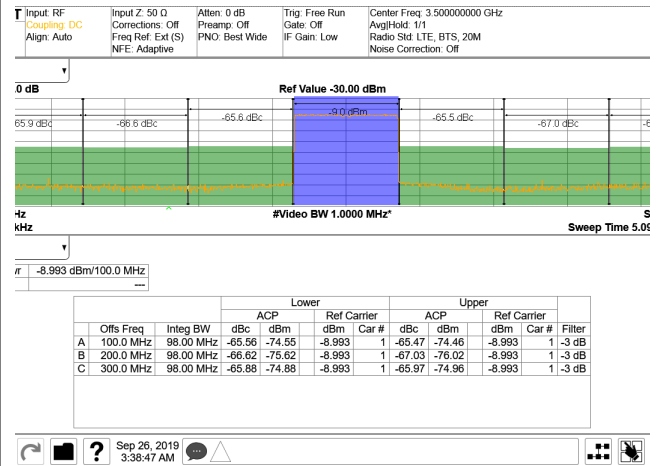 T Input: RF Input Z: 50 Ω Atten: 0 dB Trig: Free Run Center Freq: 3.500000000 GHz
Coupling: DC Corrections: Off Preamp: Off Gate: Off Avg|Hold: 1/1
Align: Auto Freq Ref: Ext (S) PNO: Best Wide IF Gain: Low Radio Std: LTE, BTS, 20M
NFE: Adaptive Noise Correction: Off
.0 dB Ref Value -30.00 dBm
65.9 dBc -66.6 dBc -65.6 dBc -9.0 dBm -65.5 dBc -67.0 dBc -6
Hz #Video BW 1.0000 MHz* S
kHz Sweep Time 5.09
vr -8.993 dBm/100.0 MHz
---
Lower Upper
ACP Ref Carrier ACP Ref Carrier
Offs Freq Integ BW dBc dBm dBm Car # dBc dBm dBm Car # Filter
A 100.0 MHz 98.00 MHz -65.56 -74.55 -8.993 1 -65.47 -74.46 -8.993 1 -3 dB
B 200.0 MHz 98.00 MHz -66.62 -75.62 -8.993 1 -67.03 -76.02 -8.993 1 -3 dB
C 300.0 MHz 98.00 MHz -65.88 -74.88 -8.993 1 -65.97 -74.96 -8.993 1 -3 dB
? Sep 26, 2019
3:38:47 AM